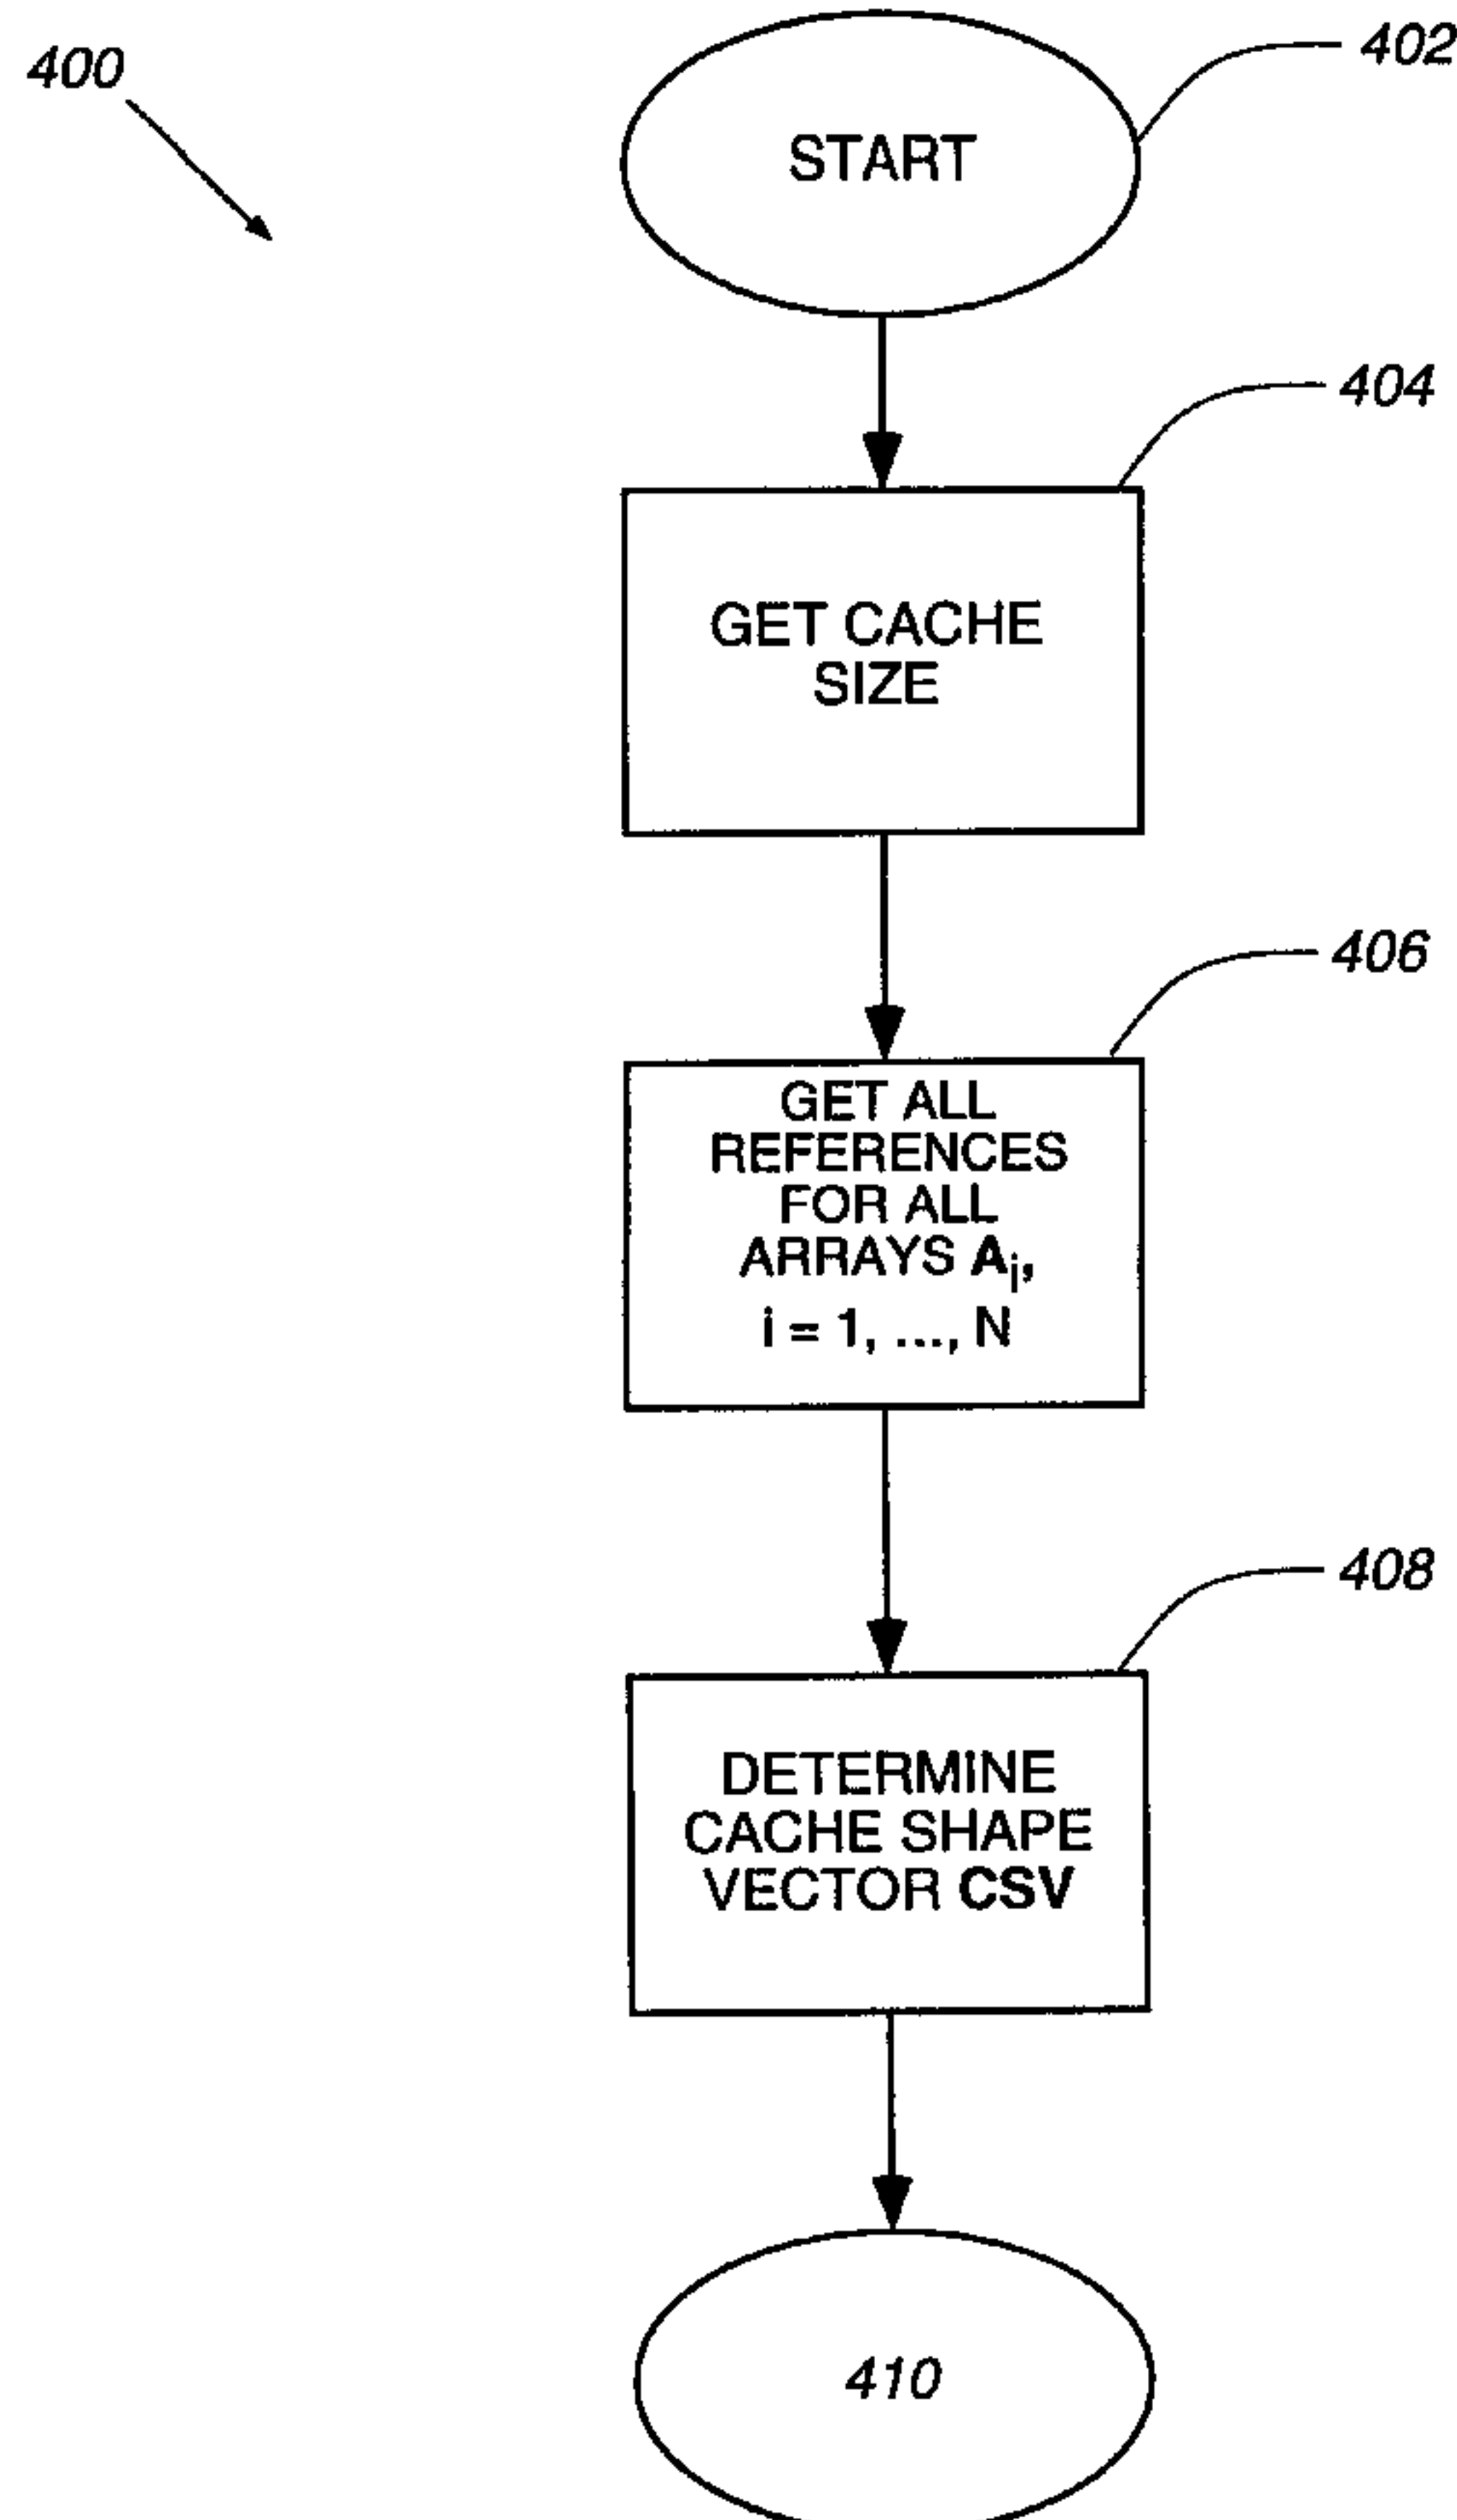 400
402
START
404
GET CACHE
SIZE
406
GET ALL
REFERENCES
FOR ALL
ARRAYS Ai,
i = 1, ..., N
408
DETERMINE
CACHE SHAPE
VECTOR CSV
410